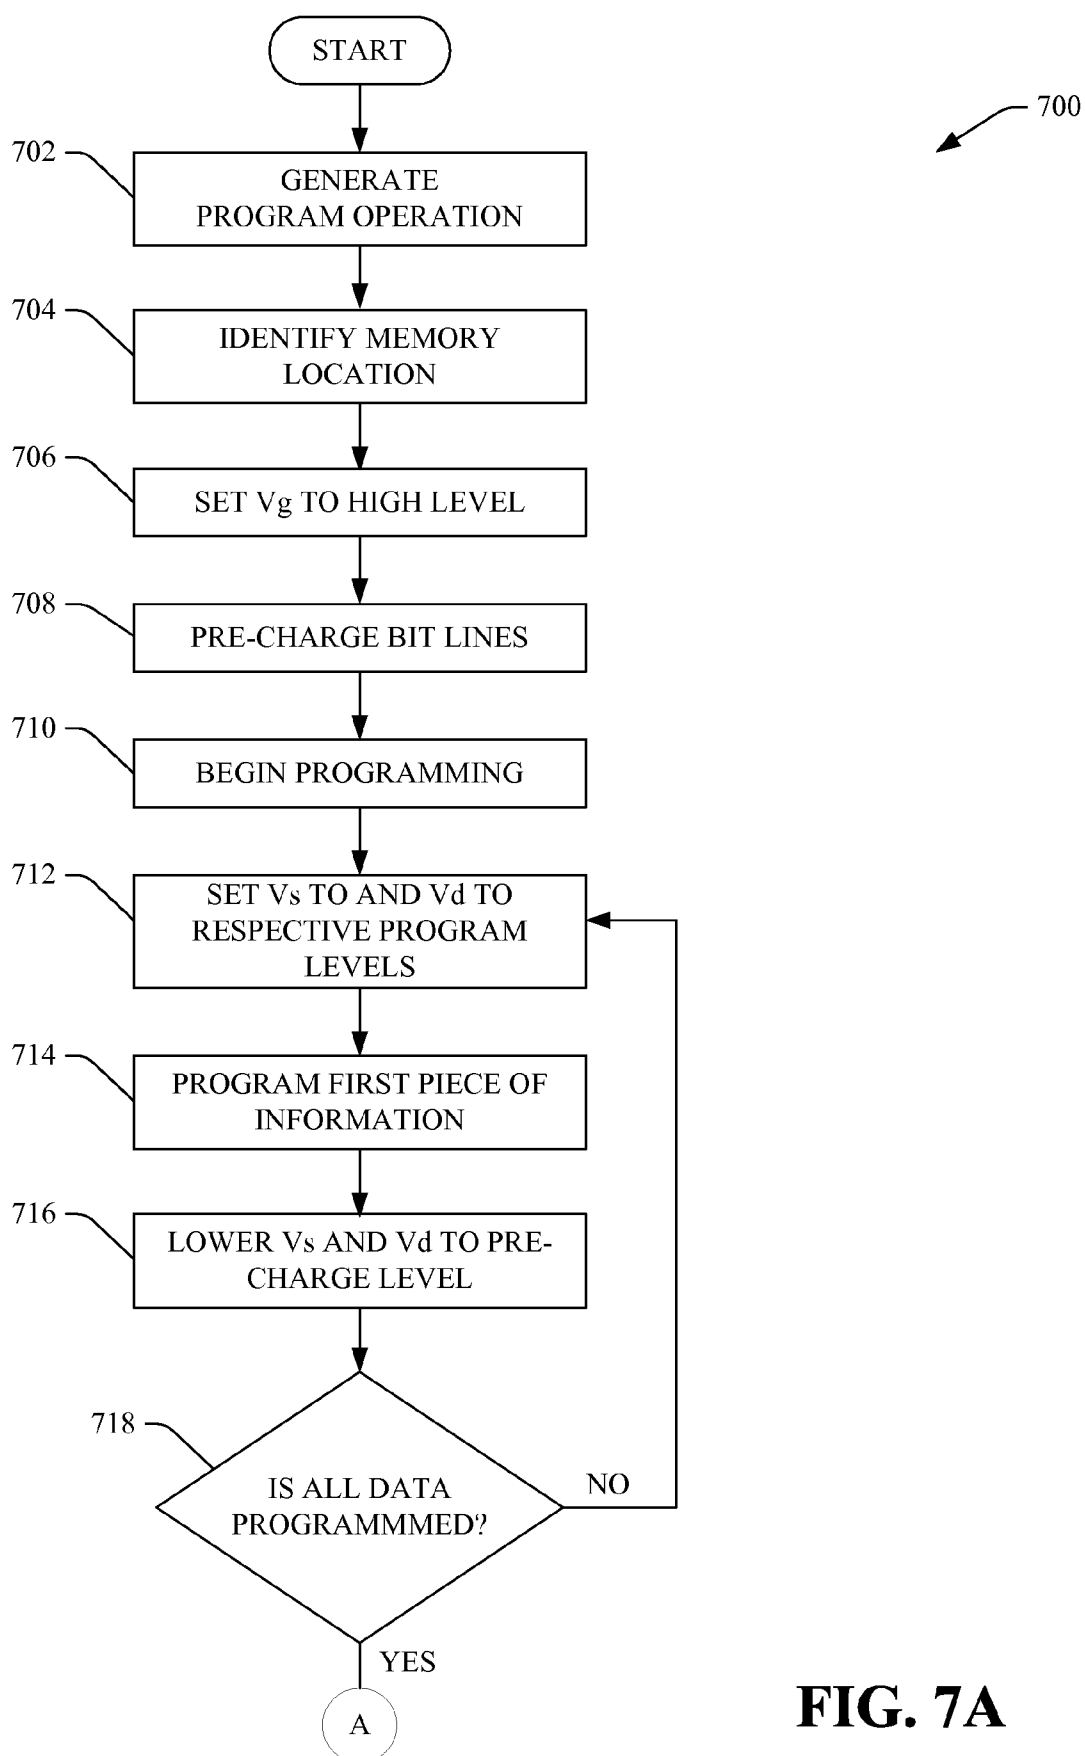 START
700
702
GENERATE
PROGRAM OPERATION
704
IDENTIFY MEMORY
LOCATION
706
SET Vg TO HIGH LEVEL
708
PRE-CHARGE BIT LINES
710
BEGIN PROGRAMMING
712
SET Vs TO AND Vd TO
RESPECTIVE PROGRAM
LEVELS
714
PROGRAM FIRST PIECE OF
INFORMATION
716
LOWER Vs AND Vd TO PRE-
CHARGE LEVEL
718
IS ALL DATA
PROGRAMMMED?
NO
YES
A
FIG. 7A